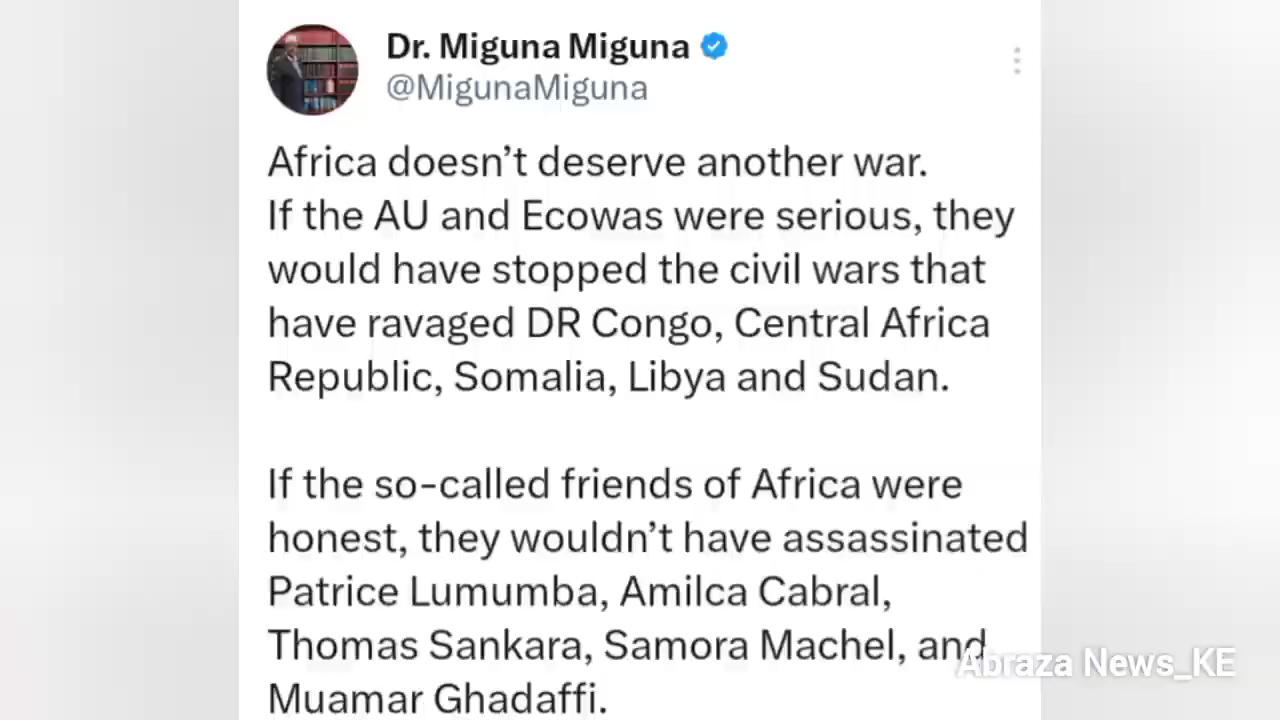 Dr. Miguna Miguna
@MigunaMiguna
Africa doesn't deserve another war.
If the AU and Ecowas were serious, they
would have stopped the civil wars that
have ravaged DR Congo, Central Africa
Republic, Somalia, Libya and Sudan.
If the so-called friends of Africa were
honest, they wouldn't have assassinated
Patrice Lumumba, Amilca Cabral,
Thomas Sankara, Samora Machel, and
Muamar Ghadaffi.
Abraza News_KE